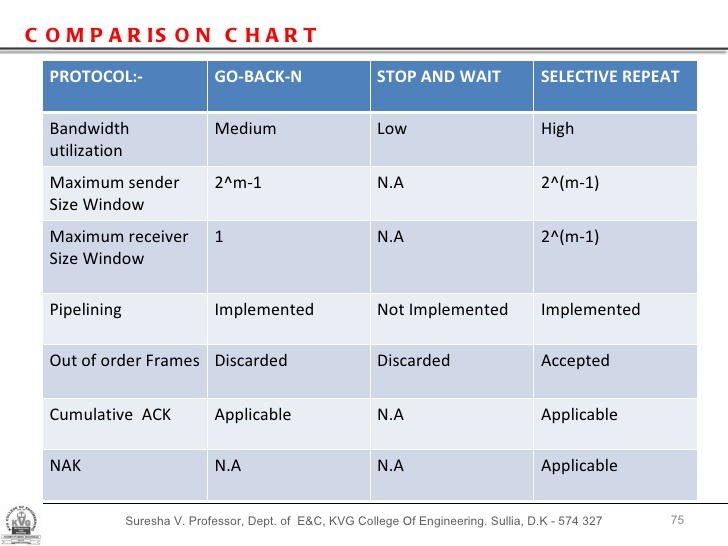 COMPARISON CHART
PROTOCOL:- GO-BACK-N STOP AND WAIT SELECTIVE REPEAT
Bandwidth utilization Medium Low High
Maximum sender Size Window 2^m-1 N.A 2^(m-1)
Maximum receiver Size Window 1 N.A 2^(m-1)
Pipelining Implemented Not Implemented Implemented
Out of order Frames Discarded Discarded Accepted
Cumulative ACK Applicable N.A Applicable
NAK N.A N.A Applicable
Suresha V. Professor, Dept. of E&C, KVG College Of Engineering. Sullia, D.K - 574 327 75